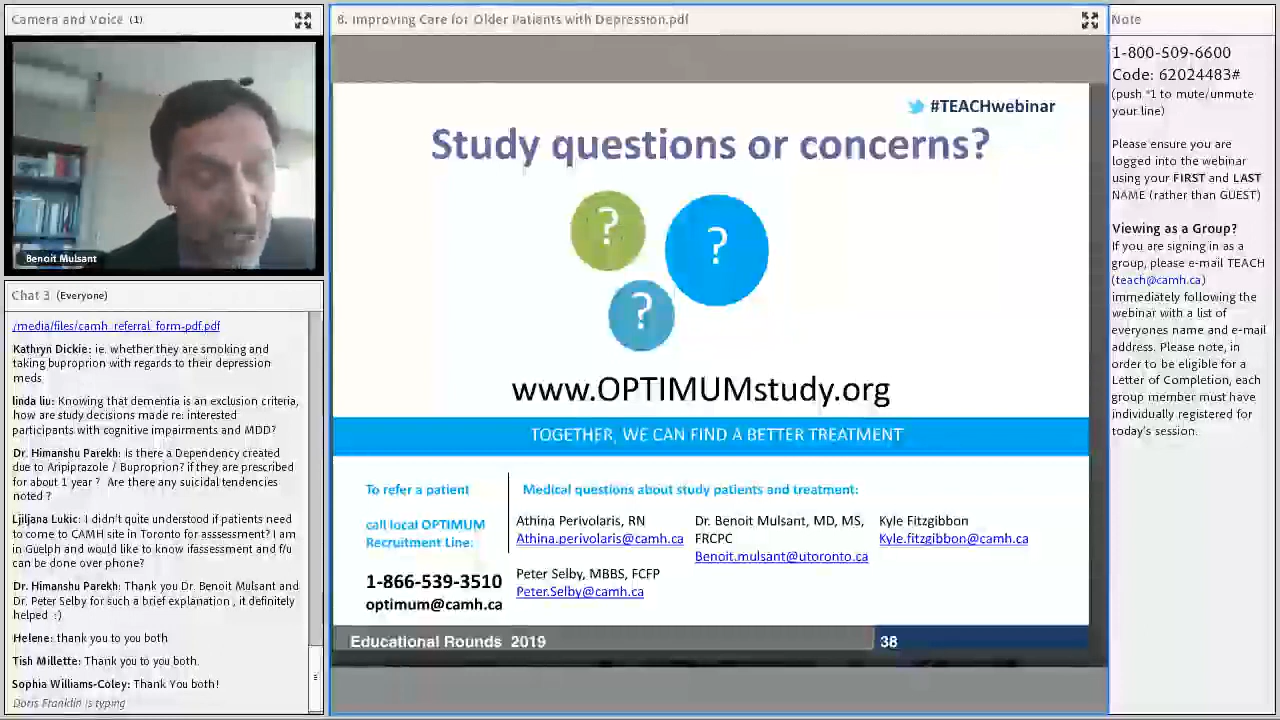 Camera and Voice (1)
Benoit Mulsant
Chat 3 (Everyone)
/media/files/camh_referral_form-pdf.pdf
Kathryn Dickie: ie. whether they are smoking and
taking buproprion with regards to their depression
meds.
linda liu: Knowing that dementia is an exclusion criteria,
how are study decisions made re: interested
participants with cognitive impairments and MDD?
Dr. Himanshu Parekh: is there a Dependency created
due to Aripiprazole / Buproprion? if they are prescribed
for about 1 year ? Are there any suicidal tendencies
noted ?
Ljiljana Lukic: I didn't quite understood if patients need
to come to CAMH site in Toronto for asssesment? I am
in Guelph and would like to know ifassessment and f/u
can be done over phone?
Dr. Himanshu Parekh: Thank you Dr. Benoit Mulsant and
Dr. Peter Selby for such a brief explanation , it definitely
helped :)
Helene: thank you to you both
Tish Millette: Thank you to you both.
Sophia Williams-Coley: Thank You both!
Doris Franklin is typing
8. Improving Care for Older Patients with Depression.pdf
#TEACHwebinar
Study questions or concerns?
?
?
?
www.OPTIMUMstudy.org
TOGETHER, WE CAN FIND A BETTER TREATMENT
To refer a patient
call local OPTIMUM
Recruitment Line:
1-866-539-3510
optimum@camh.ca
Medical questions about study patients and treatment:
Athina Perivolaris, RN
Athina.perivolaris@camh.ca
Peter Selby, MBBS, FCFP
Peter.Selby@camh.ca
Dr. Benoit Mulsant, MD, MS,
FRCPC
Benoit.mulsant@utoronto.ca
Kyle Fitzgibbon
Kyle.fitzgibbon@camh.ca
Educational Rounds 2019
38
Note
1-800-509-6600
Code: 62024483#
(push *1 to mute/unmute
your line)
Please ensure you are
logged into the webinar
using your FIRST and LAST
NAME (rather than GUEST)
Viewing as a Group?
If you are signing in as a
group, please e-mail TEACH
(teach@camh.ca)
immediately following the
webinar with a list of
everyones name and e-mail
address. Please note, in
order to be eligible for a
Letter of Completion, each
group member must have
individually registered for
today's session.